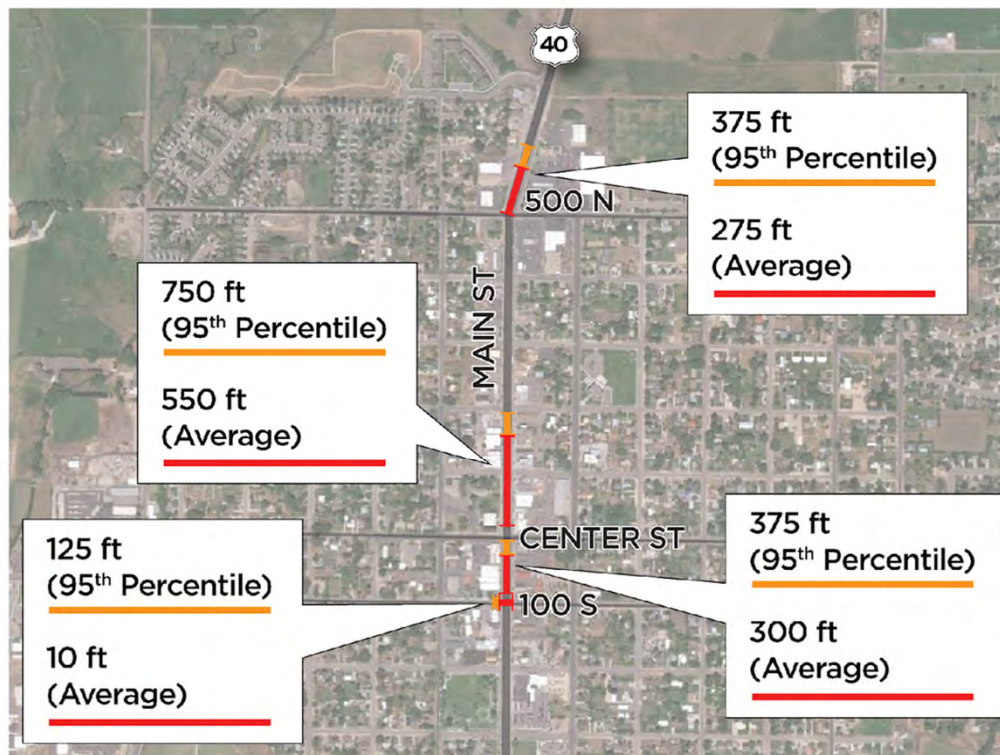 40
375 ft
(95th Percentile)
275 ft
(Average)
500 N
MAIN ST
750 ft
(95th Percentile)
550 ft
(Average)
CENTER ST
125 ft
(95th Percentile)
10 ft
(Average)
100 S
375 ft
(95th Percentile)
300 ft
(Average)